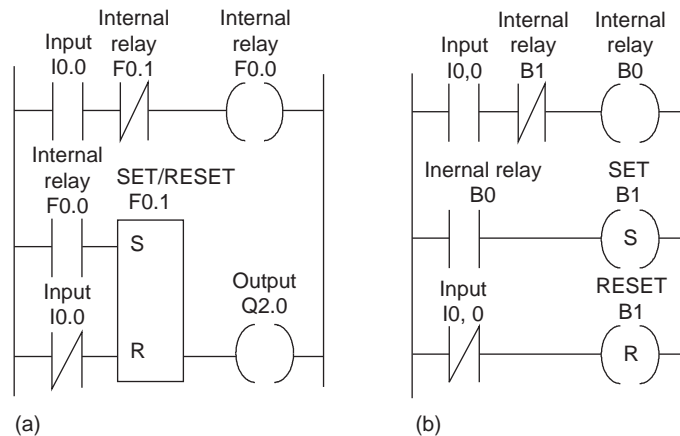 Internal
Internal
Input
relay
relay
I0.0
F0.1
F0.0
Internal
relay
F0.0
SET/RESET
F0.1
S
Input
I0.0
Output
Q2.0
R
(a)
Internal
Internal
Input
relay
relay
I0,0
B1
B0
Inernal relay
B0
SET
B1
S
Input
I0, 0
RESET
B1
R
(b)